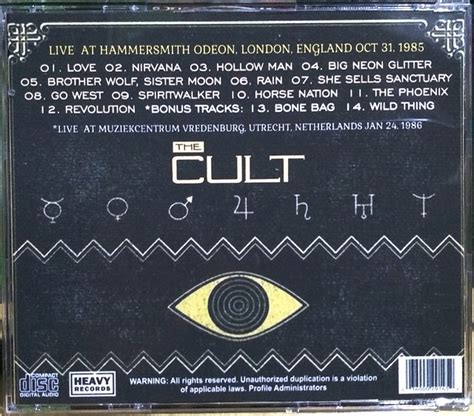 LIVE AT HAMMERSMITH ODEON, LONDON, ENGLAND OCT 31. 1985
01. LOVE 02. NIRVANA 03. HOLLOW MAN 04. BIG NEON GLITTER
05. BROTHER WOLF, SISTER MOON 06. RAIN 07. SHE SELLS SANCTUARY
08. GO WEST 09. SPIRITWALKER 10. HORSE NATION 11. THE PHOENIX
12. REVOLUTION *BONUS TRACKS: 13. BONE BAG 14. WILD THING
*LIVE AT MUZIEKCENTRUM VREDENBURG, UTRECHT, NETHERLANDS JAN 24. 1986
THE
CULT
COMPACT
disc
DIGITAL AUDIO
HEAVY
RECORDS
WARNING: All rights reserved. Unauthorized duplication is a violation
of applicable laws. Profile Administrators